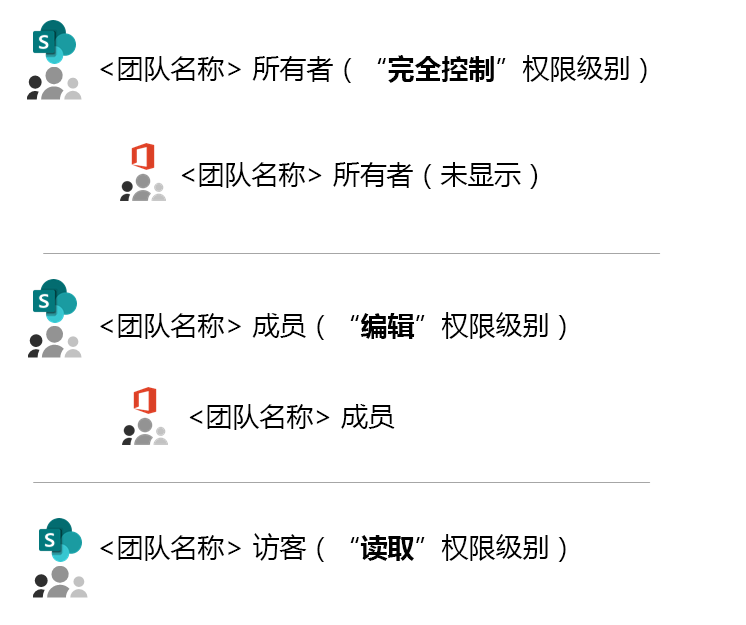 <团队名称> 所有者（“完全控制”权限级别）
<团队名称> 所有者（未显示）
<团队名称> 成员（“编辑”权限级别）
<团队名称> 成员
<团队名称> 访客（“读取”权限级别）